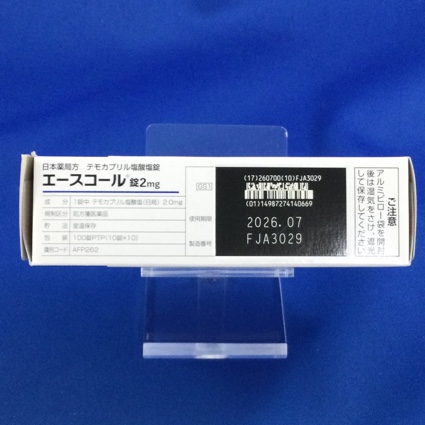 日本薬局方 テモカプリル塩酸塩錠
エースコール®錠2mg
成分 1錠中 テモカプリル塩酸塩(日局) 2.0mg
規制区分 処方箋医薬品
貯法 室温保存
包装 100錠PTP(10錠×10)
識別コード
GS1
使用期限
製造番号
(17)260700(10)FJA3029
(01)14987274140669
2026.07
FJA3029
ご注意
アルミピロー袋を開封
後は湿気をさけ、遮光
して保存してください